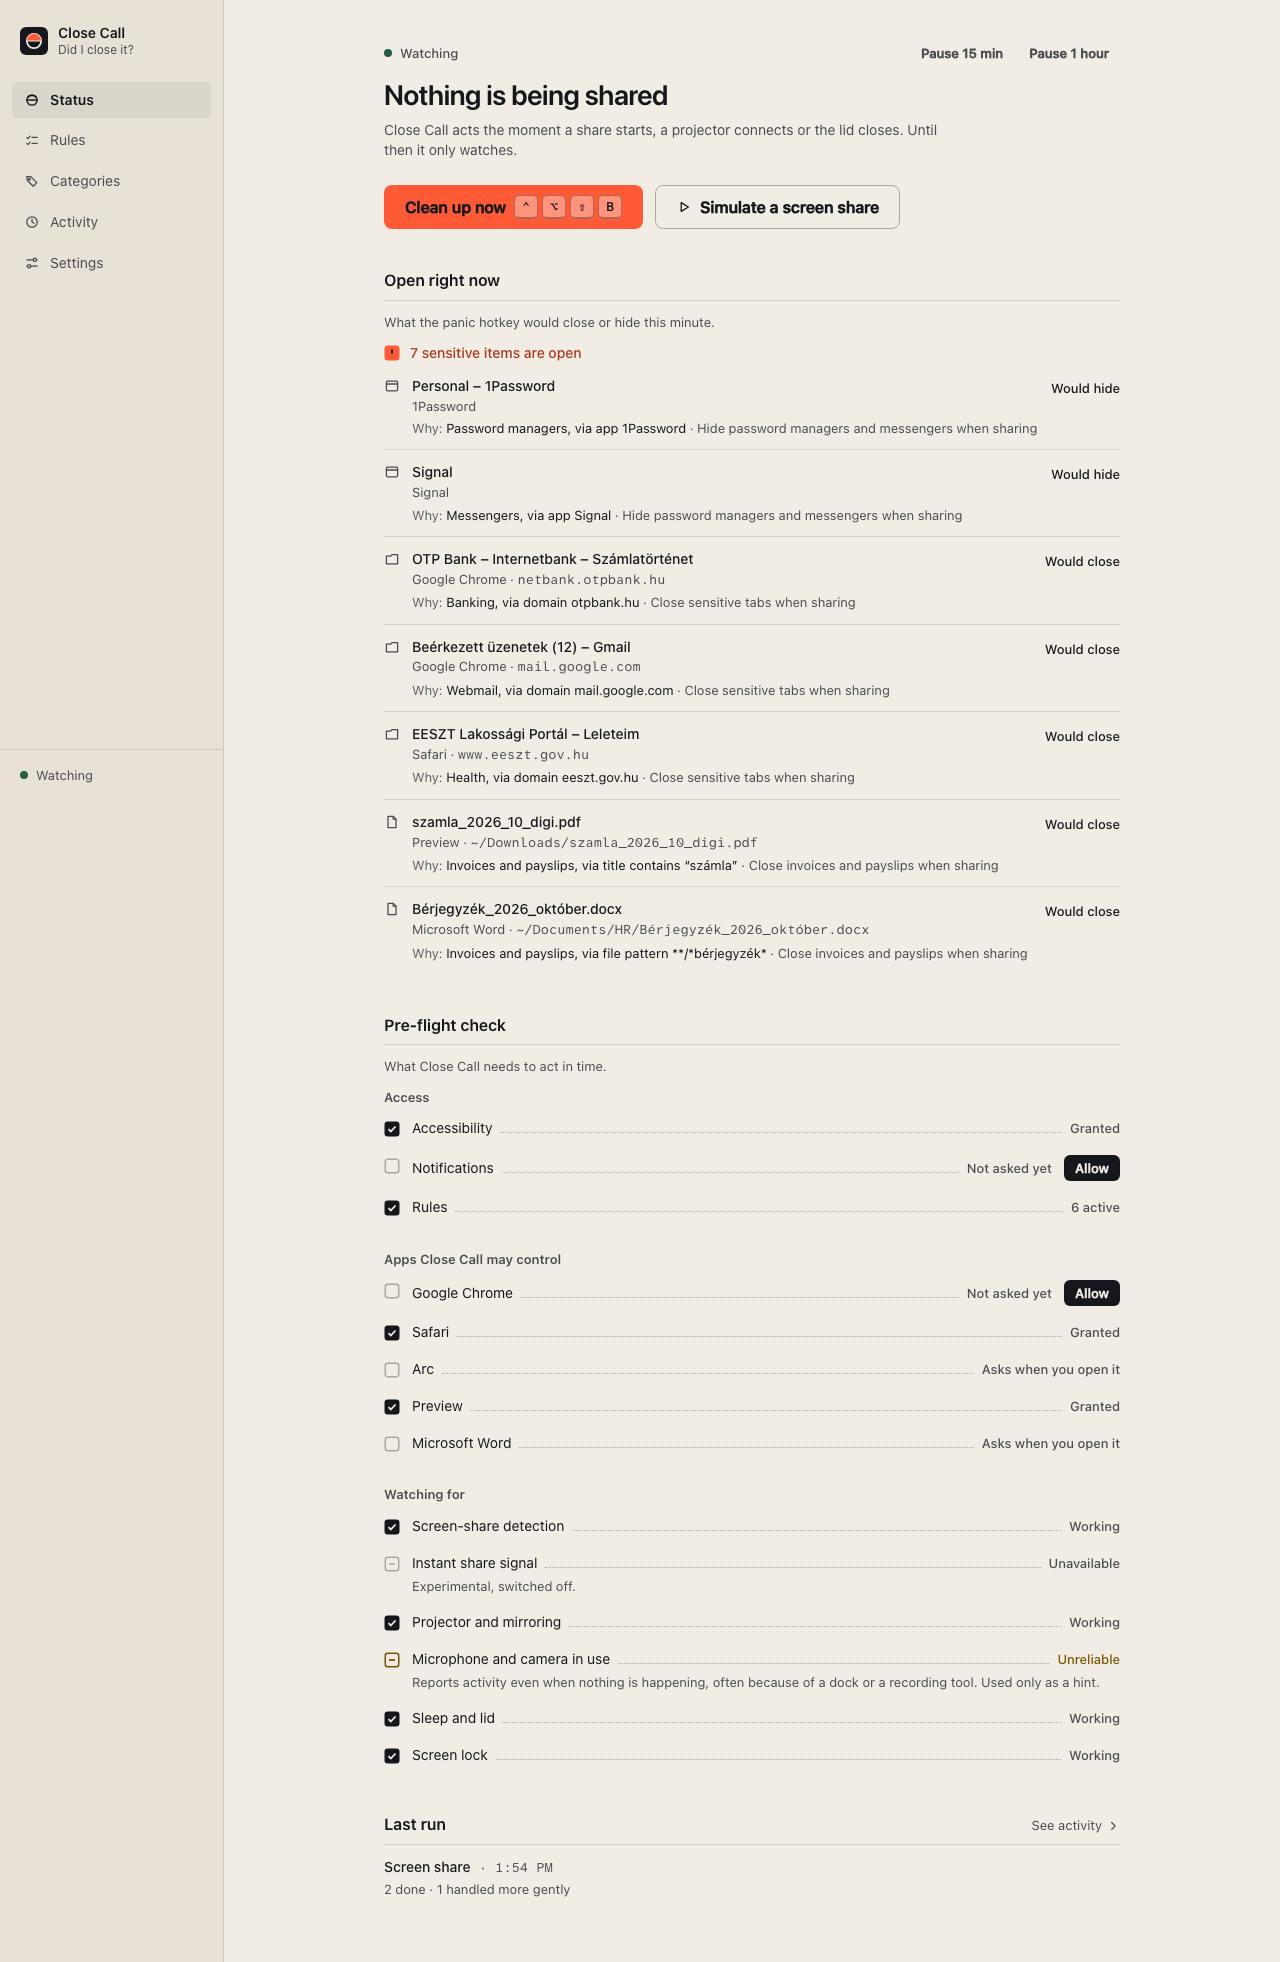 Close Call
Did I close it?
Status
Rules
Categories
Activity
Settings
Watching
Watching
Pause 15 min
Pause 1 hour
Nothing is being shared
Close Call acts the moment a share starts, a projector connects or the lid closes. Until
then it only watches.
Clean up now ⌃ ⌥ ⇧ B
Simulate a screen share
Open right now
What the panic hotkey would close or hide this minute.
7 sensitive items are open
Personal – 1Password
Would hide
1Password
Why: Password managers, via app 1Password · Hide password managers and messengers when sharing
Signal
Would hide
Signal
Why: Messengers, via app Signal · Hide password managers and messengers when sharing
OTP Bank – Internetbank – Számlatörténet
Would close
Google Chrome · netbank.otpbank.hu
Why: Banking, via domain otpbank.hu · Close sensitive tabs when sharing
Beérkezett üzenetek (12) – Gmail
Would close
Google Chrome · mail.google.com
Why: Webmail, via domain mail.google.com · Close sensitive tabs when sharing
EESZT Lakossági Portál – Leleteim
Would close
Safari · www.eeszt.gov.hu
Why: Health, via domain eeszt.gov.hu · Close sensitive tabs when sharing
szamla_2026_10_digi.pdf
Would close
Preview · ~/Downloads/szamla_2026_10_digi.pdf
Why: Invoices and payslips, via title contains “számla” · Close invoices and payslips when sharing
Bérjegyzék_2026_október.docx
Would close
Microsoft Word · ~/Documents/HR/Bérjegyzék_2026_október.docx
Why: Invoices and payslips, via file pattern **/*bérjegyzék* · Close invoices and payslips when sharing
Pre-flight check
What Close Call needs to act in time.
Access
Accessibility
Granted
Notifications
Not asked yet
Allow
Rules
6 active
Apps Close Call may control
Google Chrome
Not asked yet
Allow
Safari
Granted
Arc
Asks when you open it
Preview
Granted
Microsoft Word
Asks when you open it
Watching for
Screen-share detection
Working
Instant share signal
Unavailable
Experimental, switched off.
Projector and mirroring
Working
Microphone and camera in use
Unreliable
Reports activity even when nothing is happening, often because of a dock or a recording tool. Used only as a hint.
Sleep and lid
Working
Screen lock
Working
Last run
See activity
Screen share · 1:54 PM
2 done · 1 handled more gently